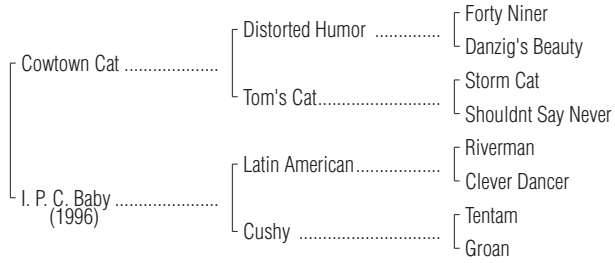 Forty Niner
Distorted Humor ..............
Danzig's Beauty
Cowtown Cat ....................
Storm Cat
Tom's Cat..........................
Shouldnt Say Never
Riverman
Latin American..................
Clever Dancer
I. P. C. Baby ......................
(1996)
Tentam
Cushy ..............................
Groan